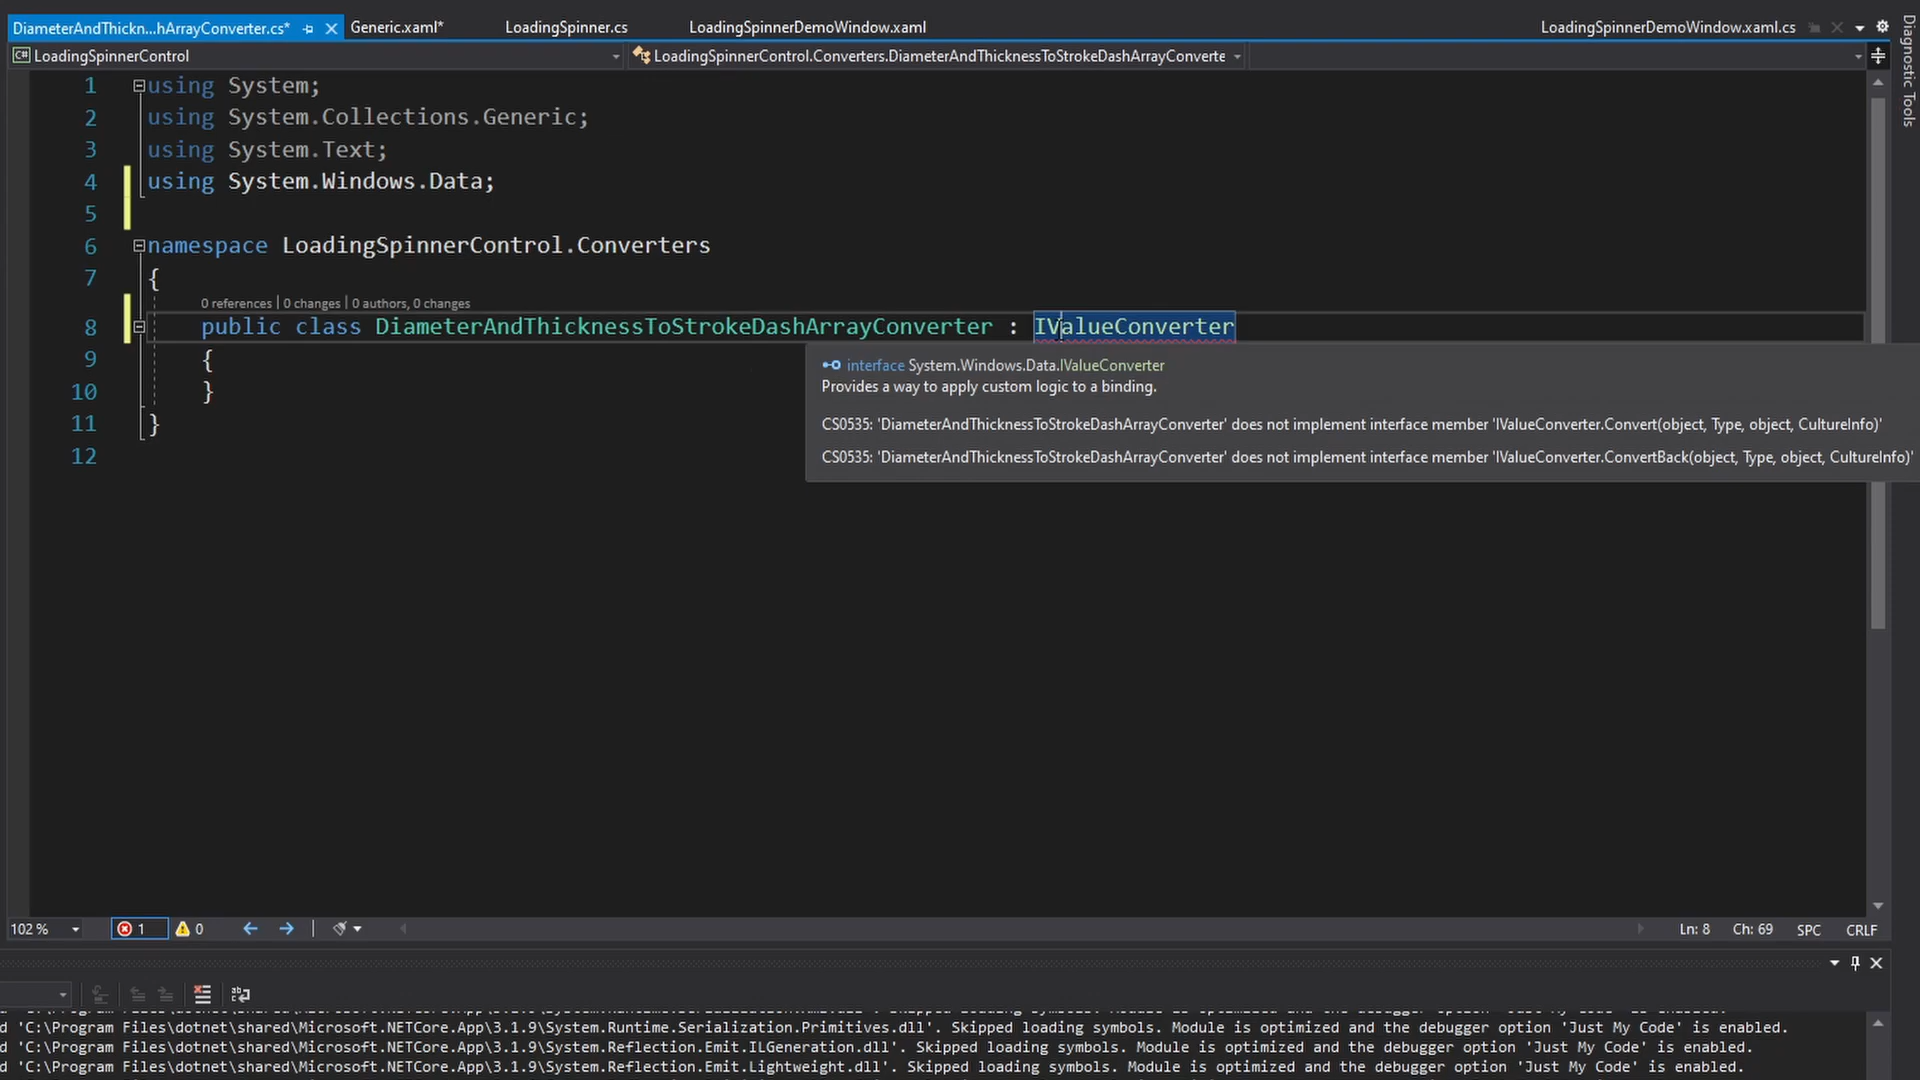 DiameterAndThickn...hArrayConverter.cs* Generic.xaml* LoadingSpinner.cs LoadingSpinnerDemoWindow.xaml LoadingSpinnerDemoWindow.xaml.cs
Diagnostic Tools
C# LoadingSpinnerControl LoadingSpinnerControl.Converters.DiameterAndThicknessToStrokeDashArrayConverte
1 using System;
2 using System.Collections.Generic;
3 using System.Text;
4 using System.Windows.Data;
5
6 namespace LoadingSpinnerControl.Converters
7 {
0 references | 0 changes | 0 authors, 0 changes
8 public class DiameterAndThicknessToStrokeDashArrayConverter : IValueConverter
9 {
10 }
11 }
12
interface System.Windows.Data.IValueConverter
Provides a way to apply custom logic to a binding.
CS0535: 'DiameterAndThicknessToStrokeDashArrayConverter' does not implement interface member 'IValueConverter.Convert(object, Type, object, CultureInfo)'
CS0535: 'DiameterAndThicknessToStrokeDashArrayConverter' does not implement interface member 'IValueConverter.ConvertBack(object, Type, object, CultureInfo)'
102 % 1 0 Ln: 8 Ch: 69 SPC CRLF
d 'C:\Program Files\dotnet\shared\Microsoft.NETCore.App\3.1.9\System.Runtime.Serialization.Primitives.dll'. Skipped loading symbols. Module is optimized and the debugger option 'Just My Code' is enabled.
d 'C:\Program Files\dotnet\shared\Microsoft.NETCore.App\3.1.9\System.Reflection.Emit.ILGeneration.dll'. Skipped loading symbols. Module is optimized and the debugger option 'Just My Code' is enabled.
d 'C:\Program Files\dotnet\shared\Microsoft.NETCore.App\3.1.9\System.Reflection.Emit.Lightweight.dll'. Skipped loading symbols. Module is optimized and the debugger option 'Just My Code' is enabled.